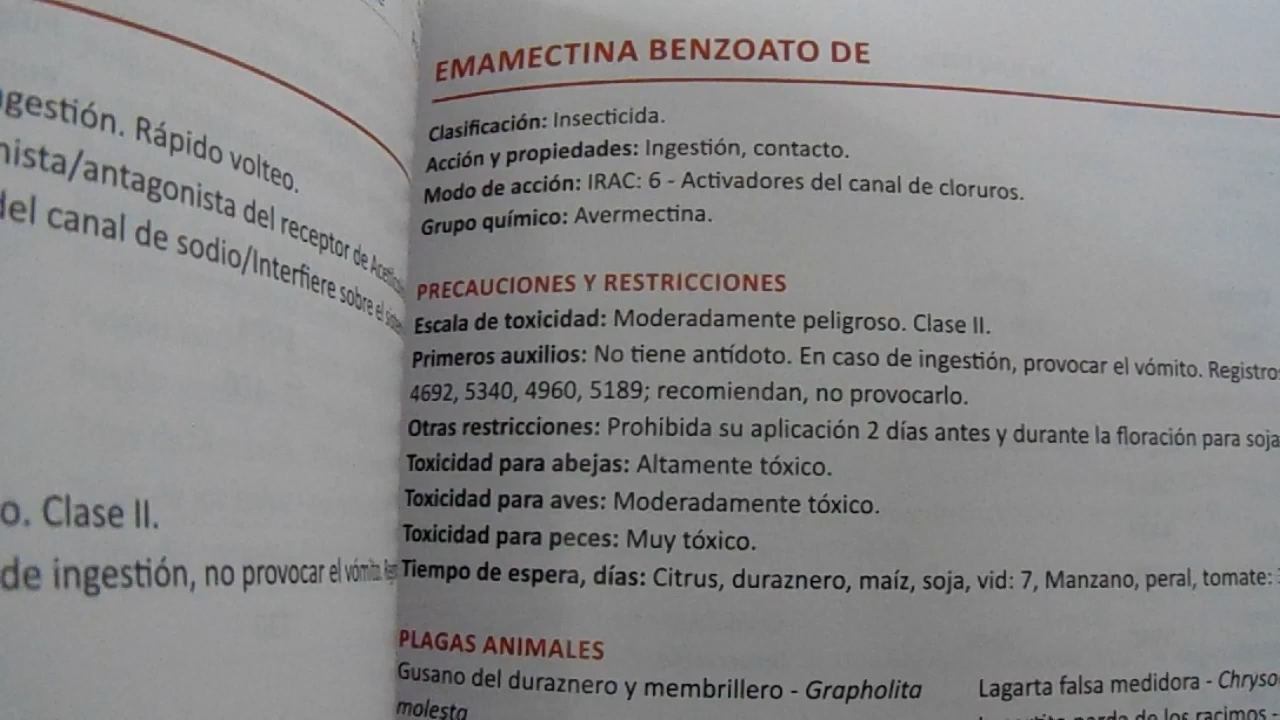 gestión. Rápido volteo.
nista/antagonista del receptor de
del canal de sodio/Interfiere sobre el
o. Clase II.
de ingestión, no provocar el vómito.
EMAMECTINA BENZOATO DE
Clasificación: Insecticida.
Acción y propiedades: Ingestión, contacto.
Modo de acción: IRAC: 6 - Activadores del canal de cloruros.
Grupo químico: Avermectina.
PRECAUCIONES Y RESTRICCIONES
Escala de toxicidad: Moderadamente peligroso. Clase II.
Primeros auxilios: No tiene antídoto. En caso de ingestión, provocar el vómito. Registro
4692, 5340, 4960, 5189; recomiendan, no provocarlo.
Otras restricciones: Prohibida su aplicación 2 días antes y durante la floración para soja
Toxicidad para abejas: Altamente tóxico.
Toxicidad para aves: Moderadamente tóxico.
Toxicidad para peces: Muy tóxico.
Tiempo de espera, días: Citrus, duraznero, maíz, soja, vid: 7, Manzano, peral, tomate:
PLAGAS ANIMALES
Gusano del duraznero y membrillero - Grapholita
molesta
Lagarta falsa medidora - Chryso
de los racimos -